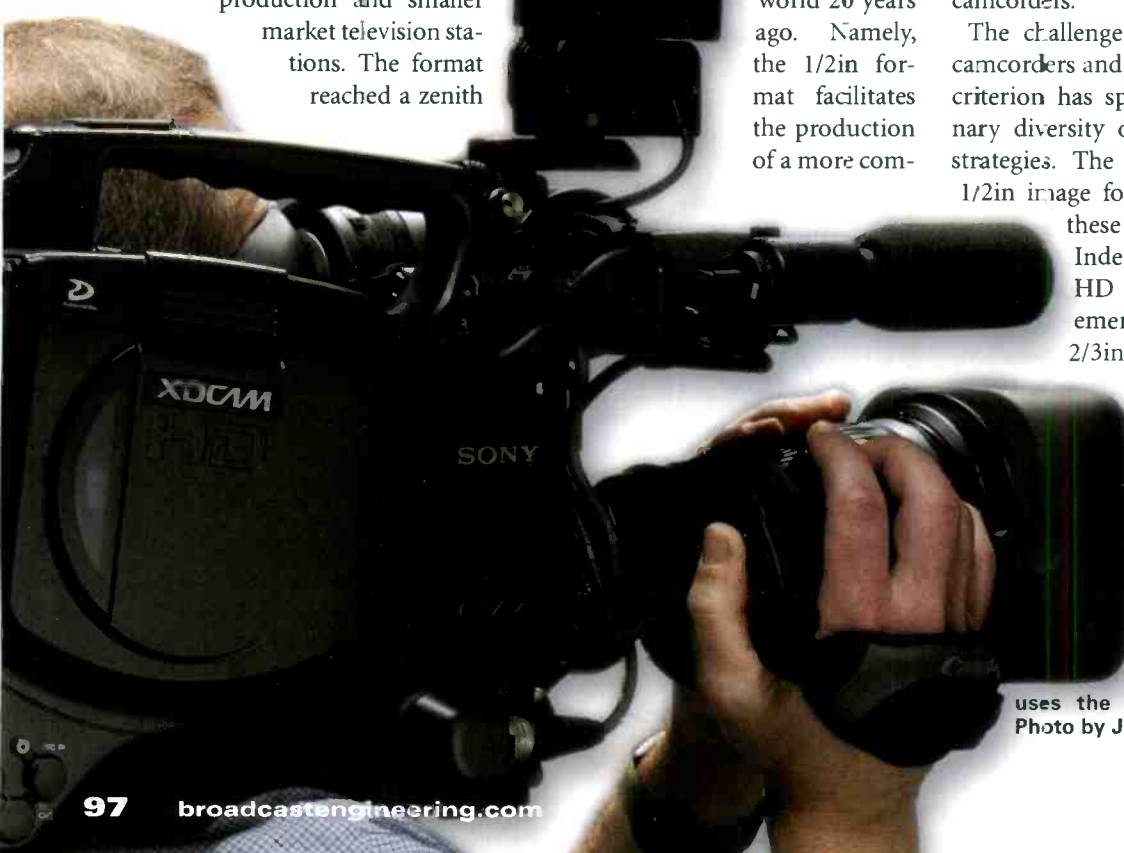 production and smaller
market television sta-
tions. The format
reached a zenith
world 20 years
ago. Namely,
the 1/2in for-
mat facilitates
the production
of a more com-
camcorders.
The challenge
camcorders and
criterion has sp
nary diversity o
strategies. The
1/2in image fo
these
Inde
HD
emer
2/3in
XDCAM
HD
SONY
Canon
uses the
Photo by J
97 broadcastengineering.com